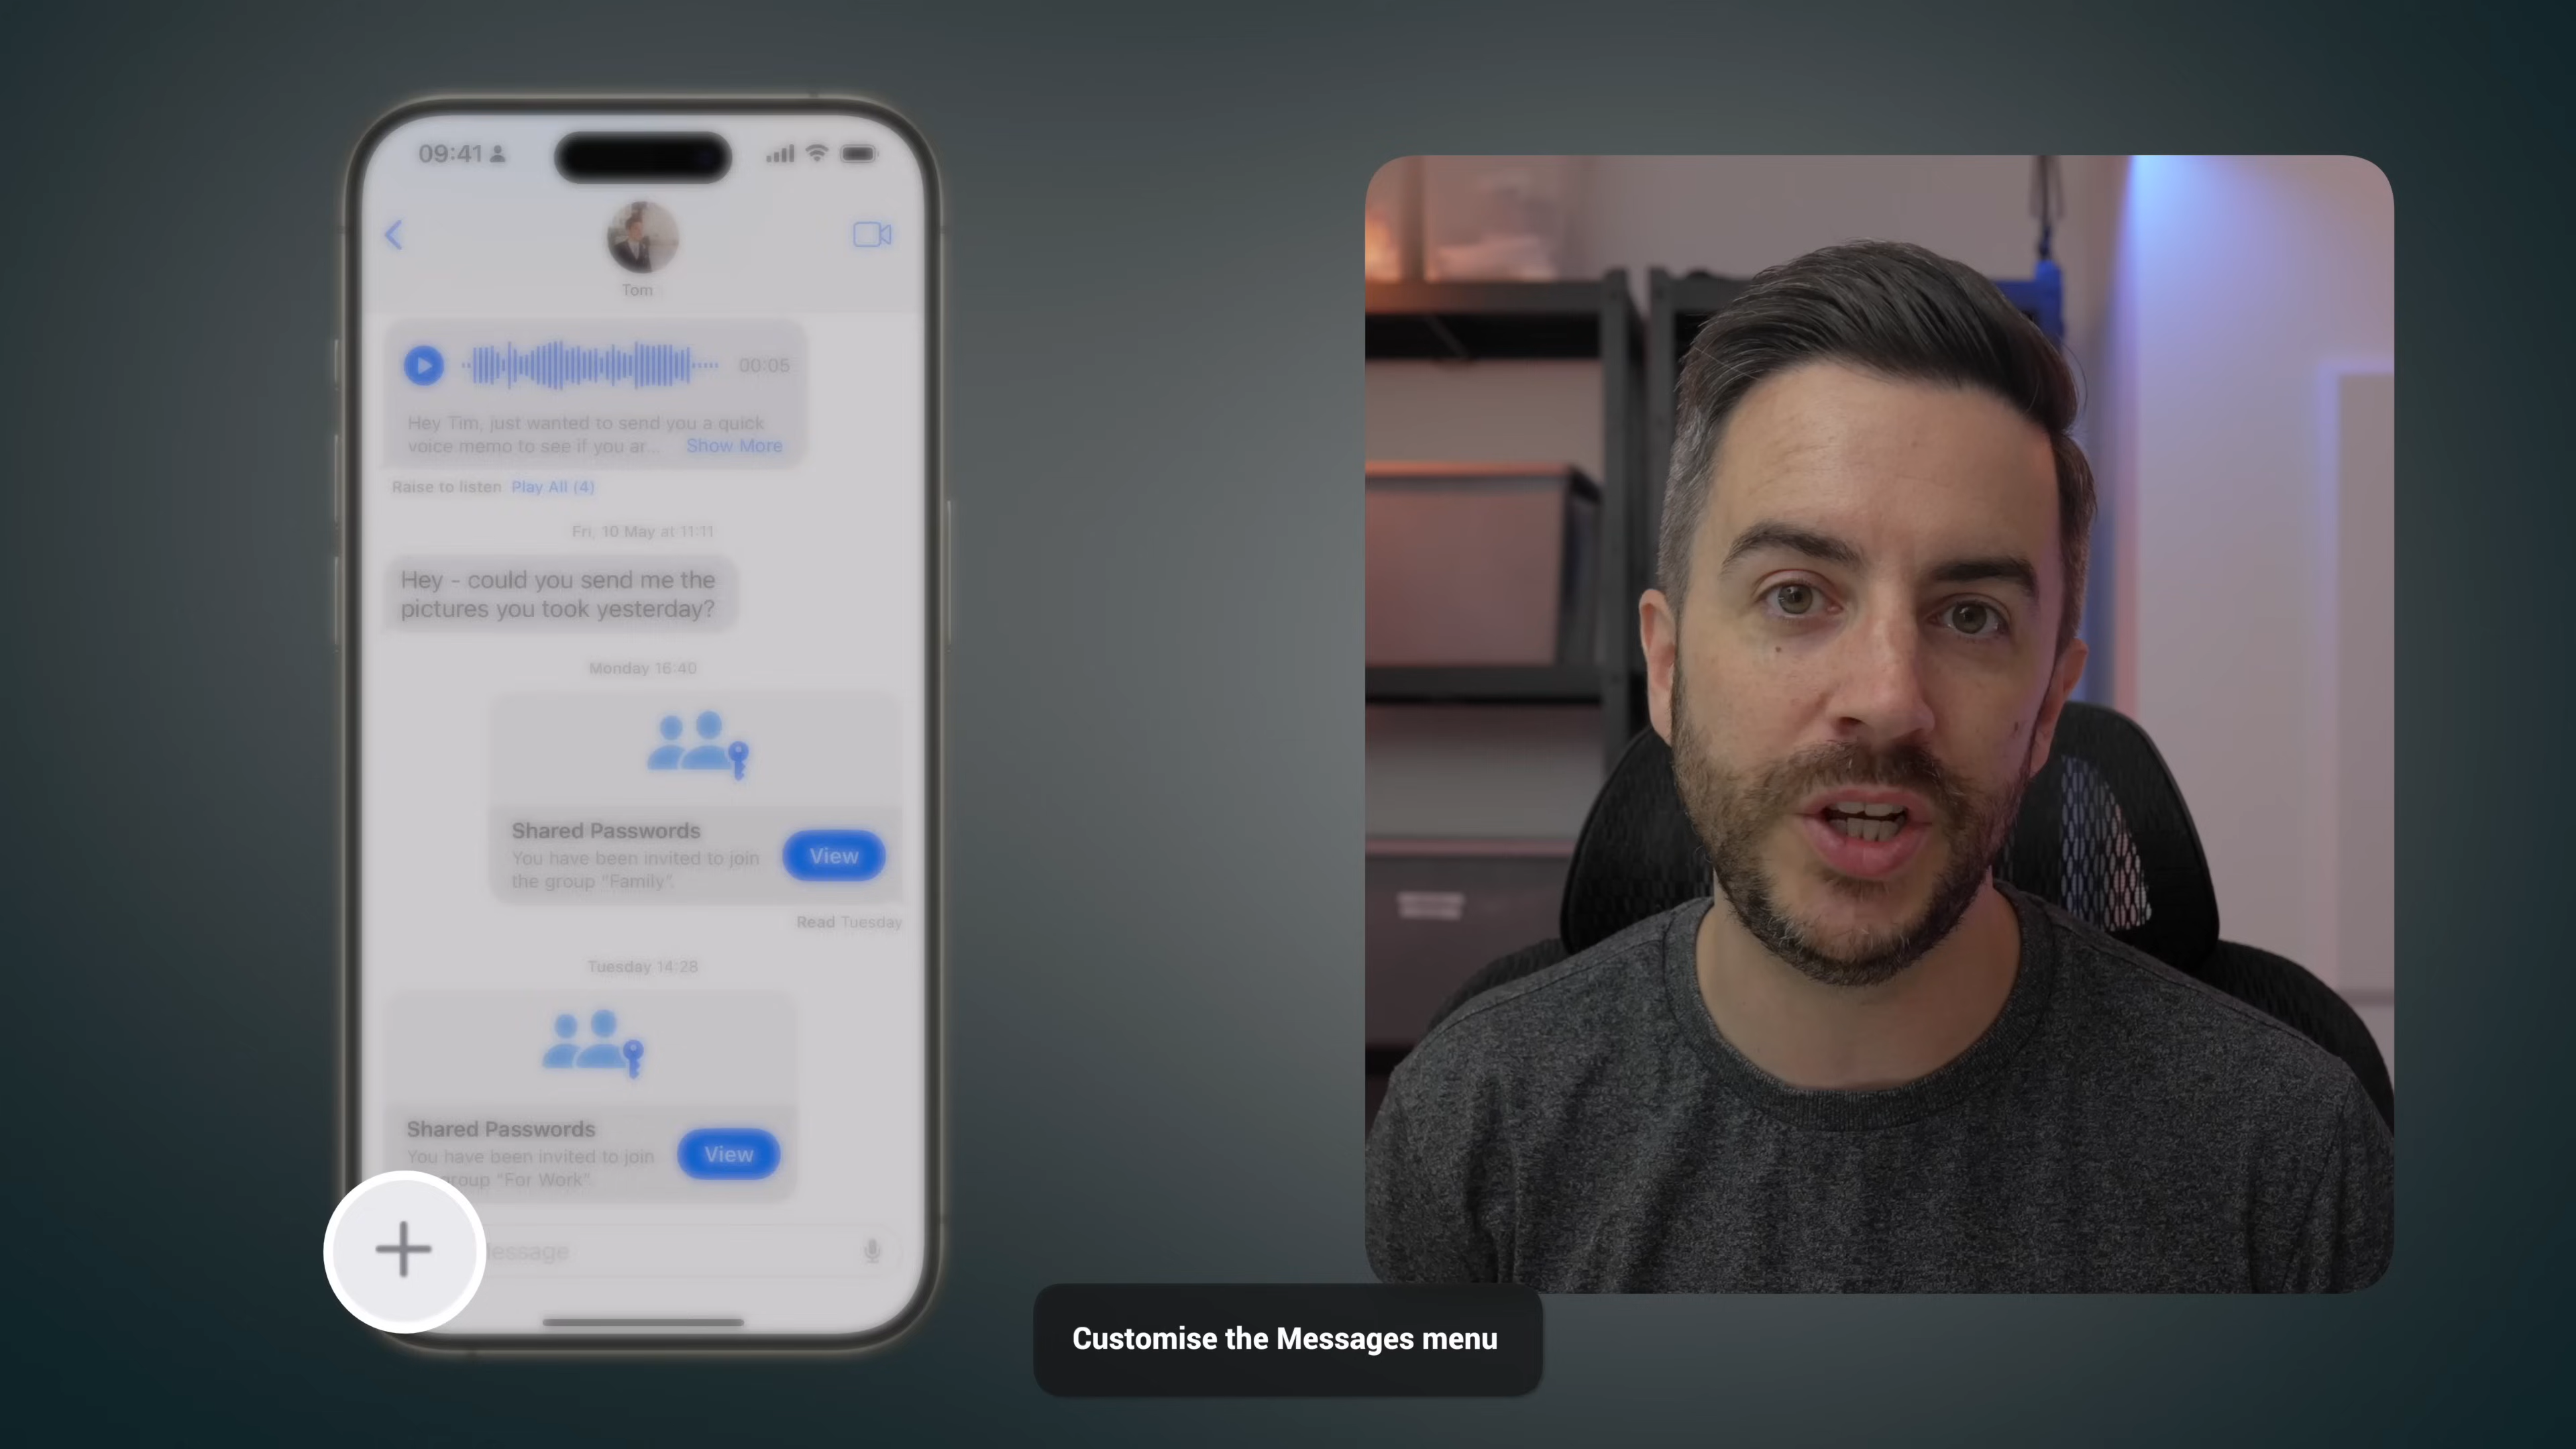 09:41
Tom
00:05
Hey Tim, just wanted to send you a quick
voice memo to see if you ar... Show More
Raise to listen Play All (4)
Fri, 10 May at 11:11
Hey - could you send me the
pictures you took yesterday?
Monday 16:40
Shared Passwords
You have been invited to join
the group "Family".
View
Read Tuesday
Tuesday 14:28
Shared Passwords
You have been invited to join
group "For Work".
View
essage
Customise the Messages menu